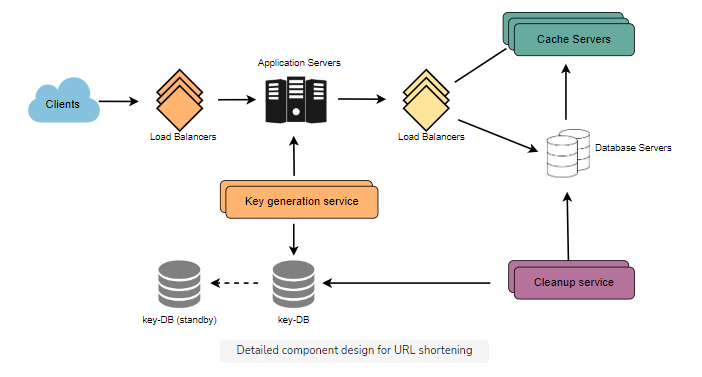 Cache Servers
Application Servers
Clients
Load Balancers
Load Balancers
Database Servers
Key generation service
Cleanup service
key-DB (standby)
key-DB
Detailed component design for URL shortening